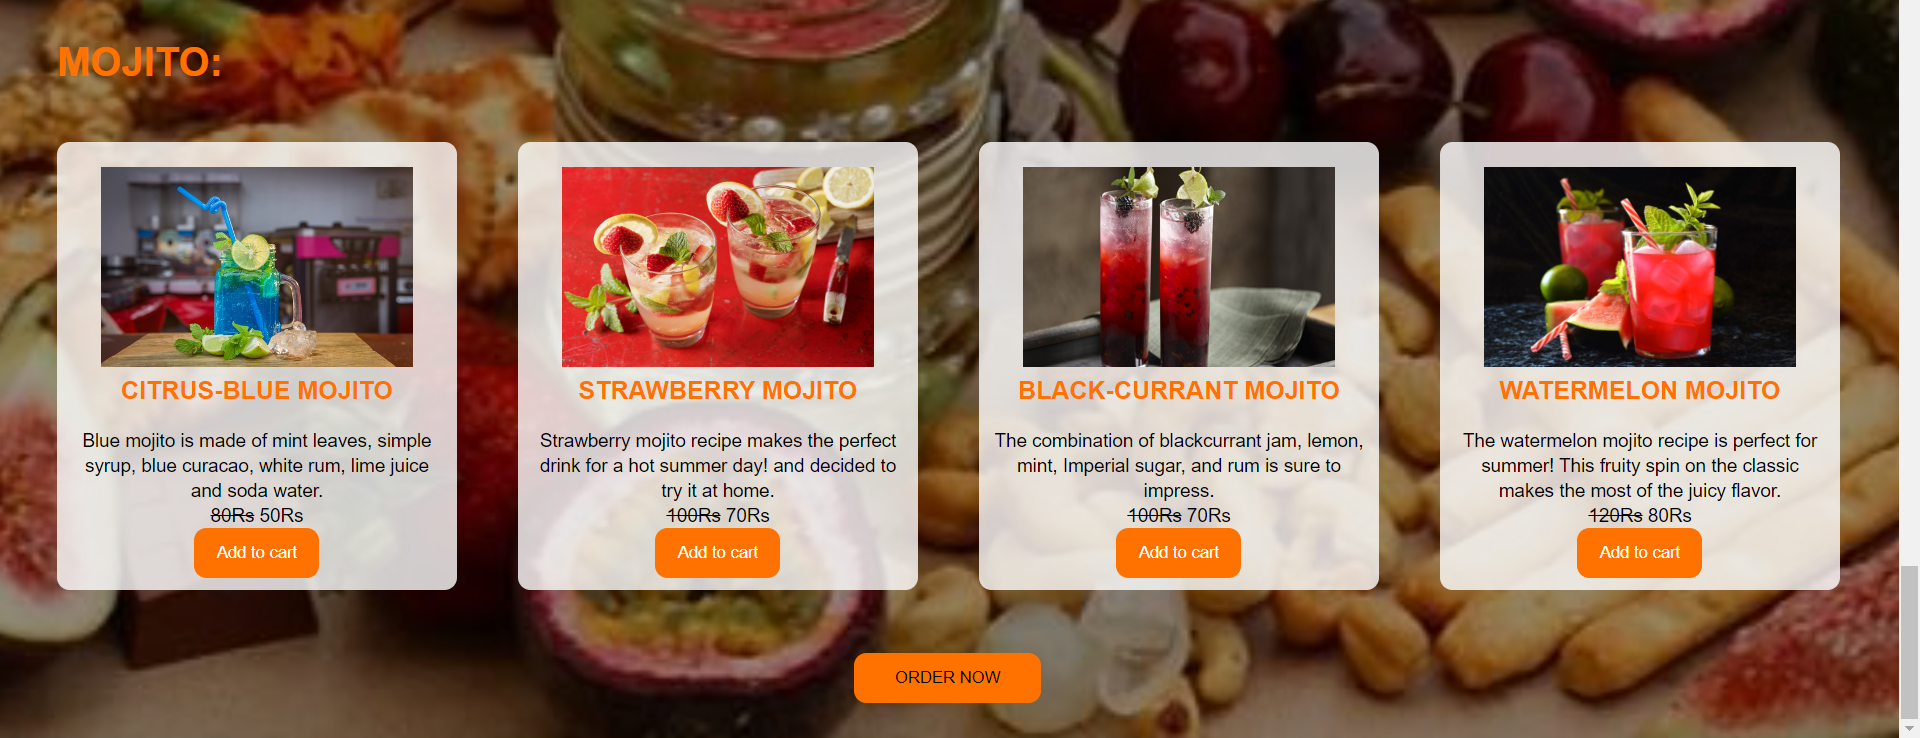 MOJITO:
CITRUS-BLUE MOJITO
Blue mojito is made of mint leaves, simple
syrup, blue curacao, white rum, lime juice
and soda water.
80Rs 50Rs
Add to cart
STRAWBERRY MOJITO
Strawberry mojito recipe makes the perfect
drink for a hot summer day! and decided to
try it at home.
100Rs 70Rs
Add to cart
BLACK-CURRANT MOJITO
The combination of blackcurrant jam, lemon,
mint, Imperial sugar, and rum is sure to
impress.
100Rs 70Rs
Add to cart
WATERMELON MOJITO
The watermelon mojito recipe is perfect for
summer! This fruity spin on the classic
makes the most of the juicy flavor.
120Rs 80Rs
Add to cart
ORDER NOW